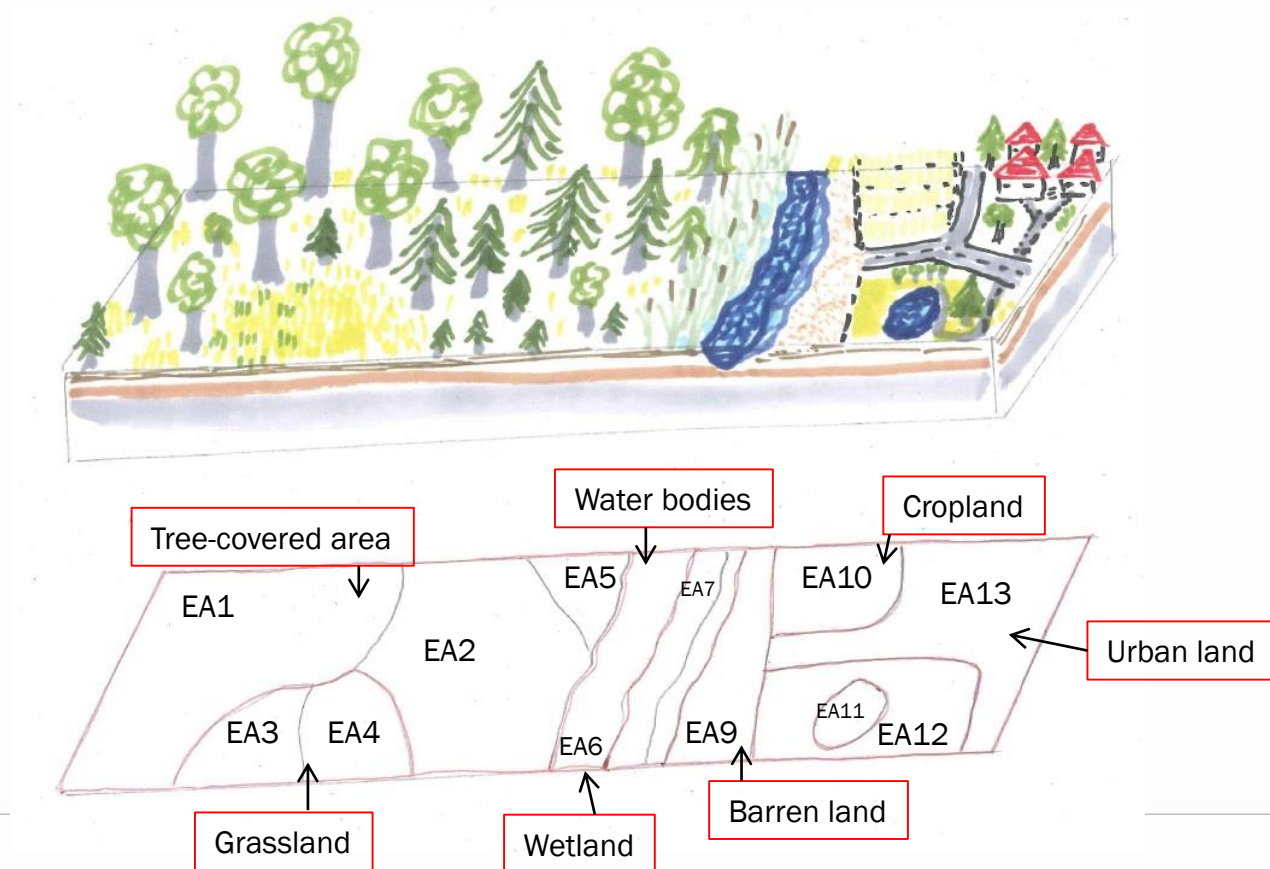 Water bodies
Cropland
Tree-covered area
EA1
EA5
EA7
EA10
EA13
EA2
Urban land
EA3
EA4
EA6
EA9
EA11
EA12
Grassland
Wetland
Barren land